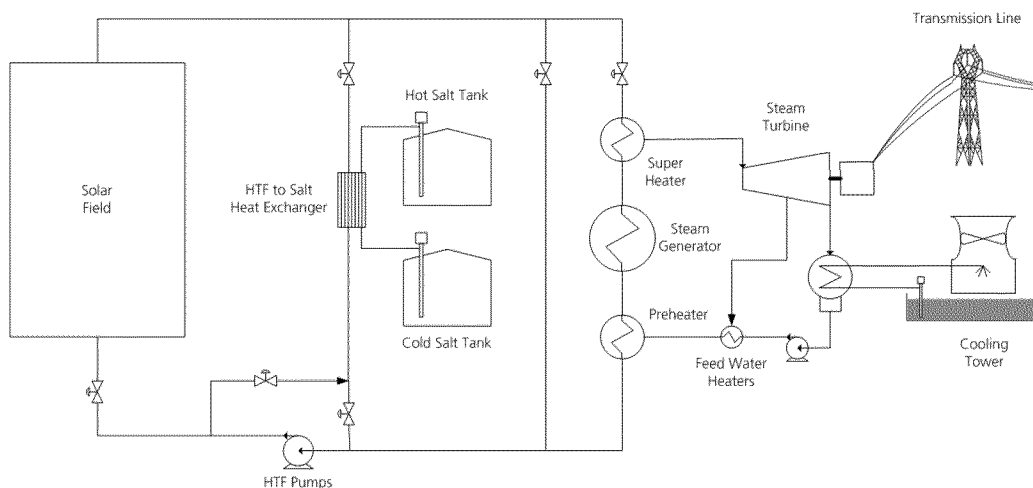 Transmission Line
Hot Salt Tank
Steam
Turbine
Solar
Field
HTF to Salt
Heat Exchanger
Super
Heater
Steam
Generator
Cold Salt Tank
Preheater
Feed Water
Heaters
Cooling
Tower
HTF Pumps